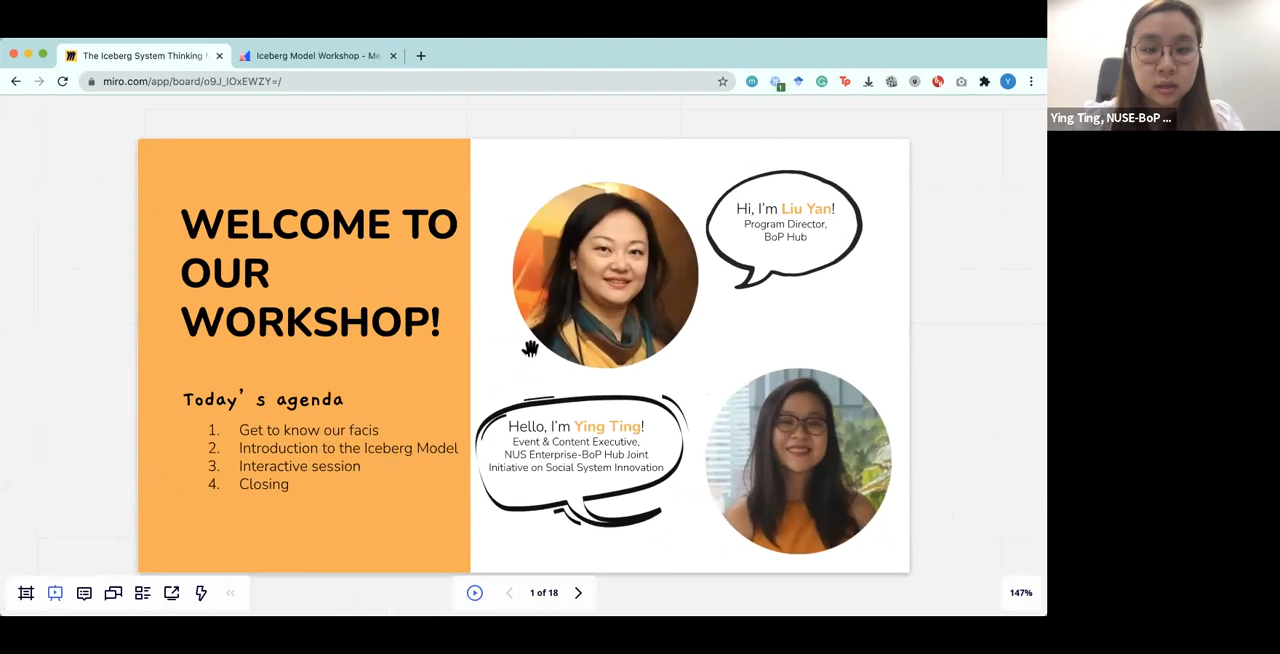 The Iceberg System Thinking
Iceberg Model Workshop - Me
miro.com/app/board/o9J_lOxEWZY=/
Ying Ting, NUSE-BoP ...
WELCOME TO
OUR
WORKSHOP!
Today's agenda
1. Get to know our facis
2. Introduction to the Iceberg Model
3. Interactive session
4. Closing
Hi, I'm Liu Yan!
Program Director,
BoP Hub
Hello, I'm Ying Ting!
Event & Content Executive,
NUS Enterprise-BoP Hub Joint
Initiative on Social System Innovation
1 of 18
147%